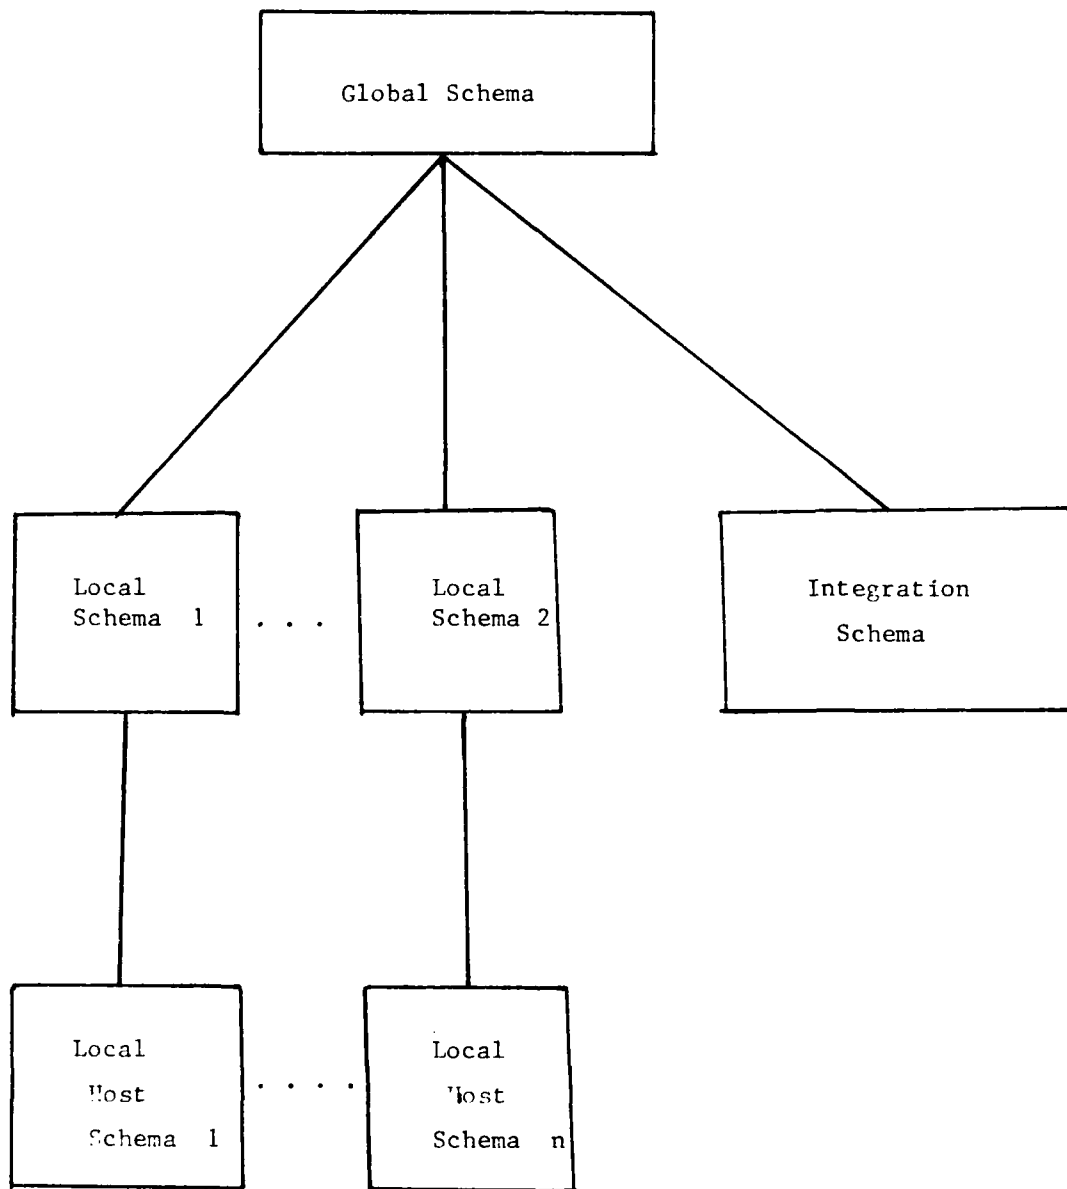 Global Schema
Local
Schema 1
. . .
Local
Schema 2
Integration
Schema
Local
Host
Schema 1
. . . . .
Local
Host
Schema n